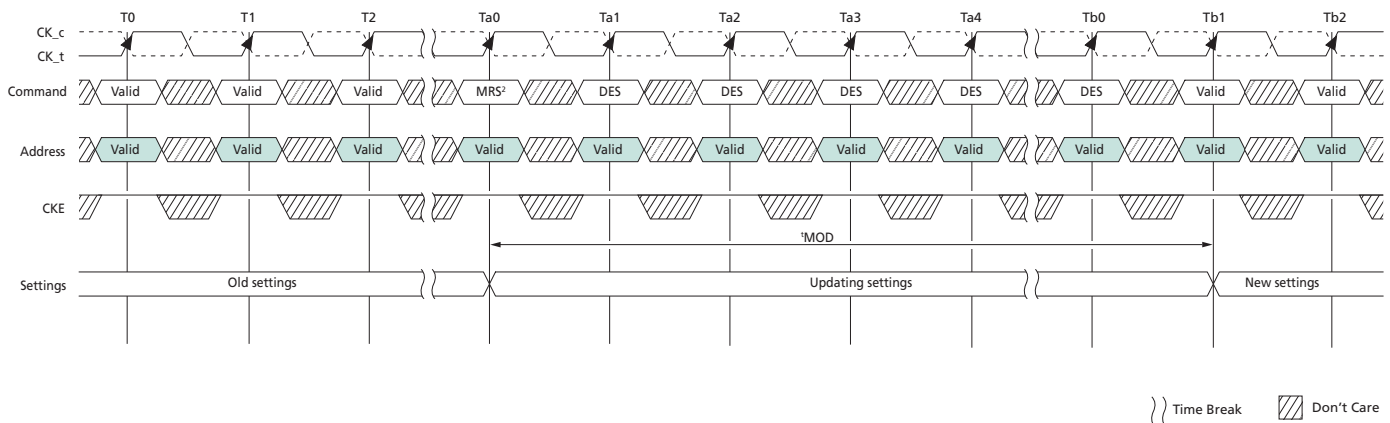 T0 T1 T2 Ta0 Ta1 Ta2 Ta3 Ta4 Tb0 Tb1 Tb2
CK_c
CK_t
Command Valid Valid Valid MRS² DES DES DES DES DES Valid Valid
Address Valid Valid Valid Valid Valid Valid Valid Valid Valid Valid Valid
CKE
ᵗMOD
Settings Old settings Updating settings New settings
Time Break Don't Care